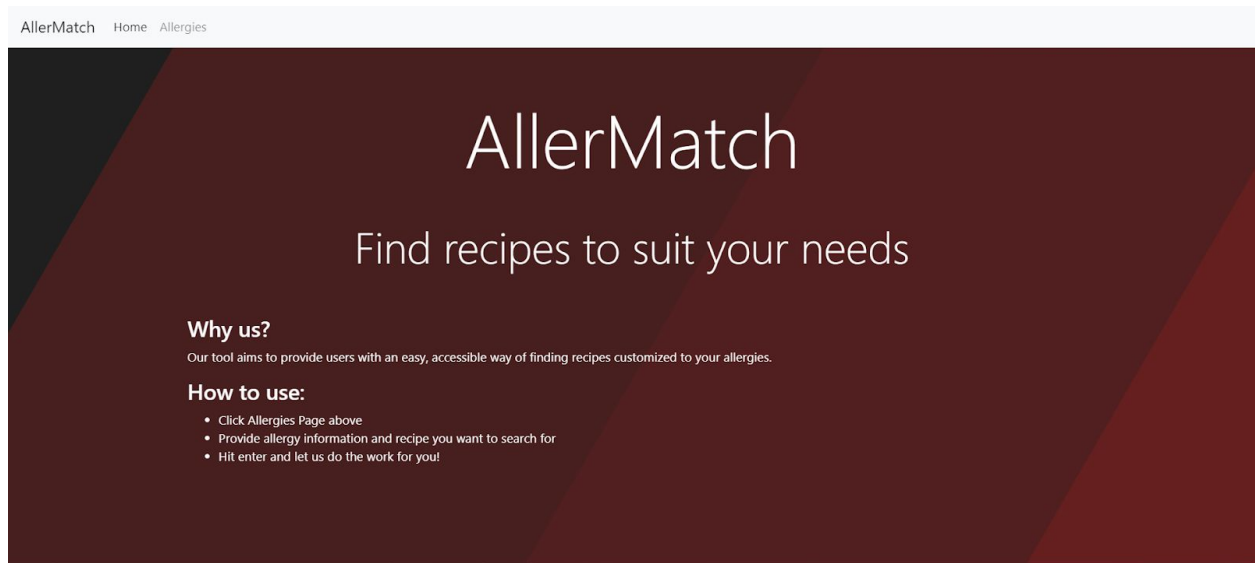 AllerMatch Home Allergies
AllerMatch
Find recipes to suit your needs
Why us?
Our tool aims to provide users with an easy, accessible way of finding recipes customized to your allergies.
How to use:
• Click Allergies Page above
• Provide allergy information and recipe you want to search for
• Hit enter and let us do the work for you!